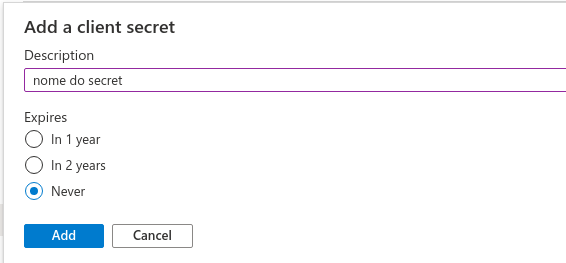 Add a client secret
Description
nome do secret
Expires
In 1 year
In 2 years
Never
Add Cancel